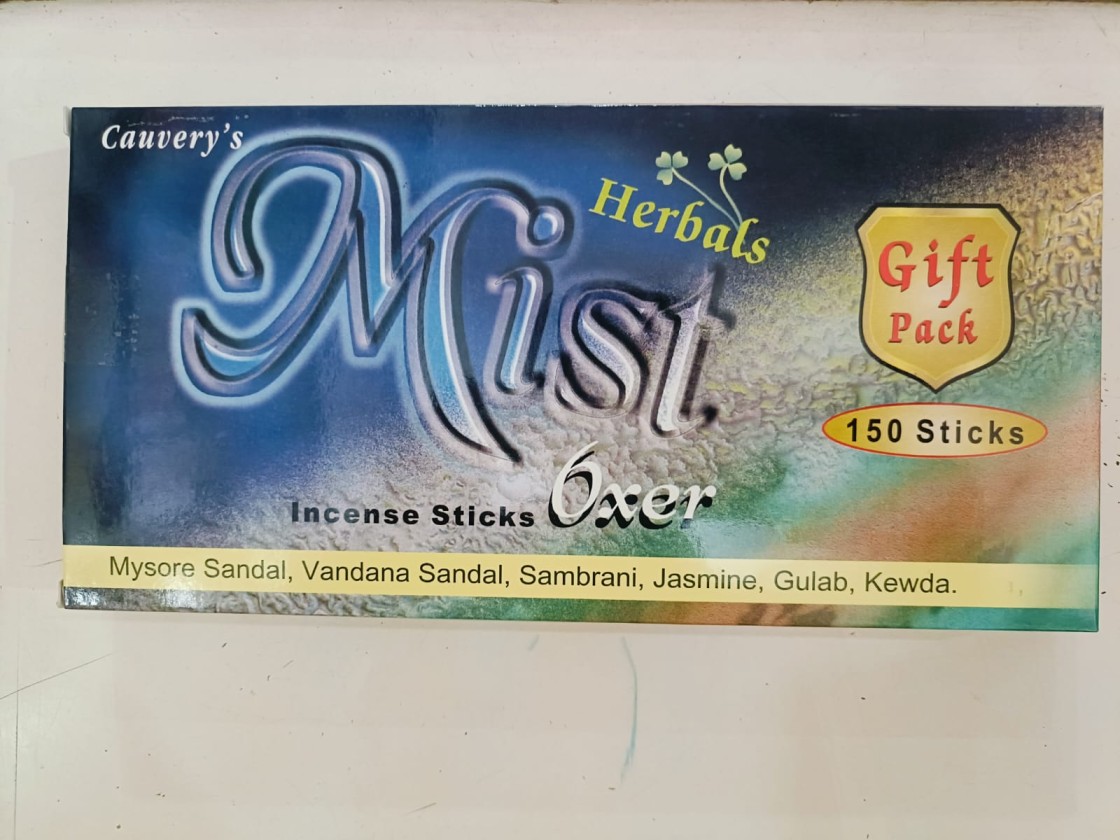 Cauvery's
Mist
Herbals
Gift
Pack
150 Sticks
Incense Sticks 6xer
Mysore Sandal, Vandana Sandal, Sambrani, Jasmine, Gulab, Kewda.